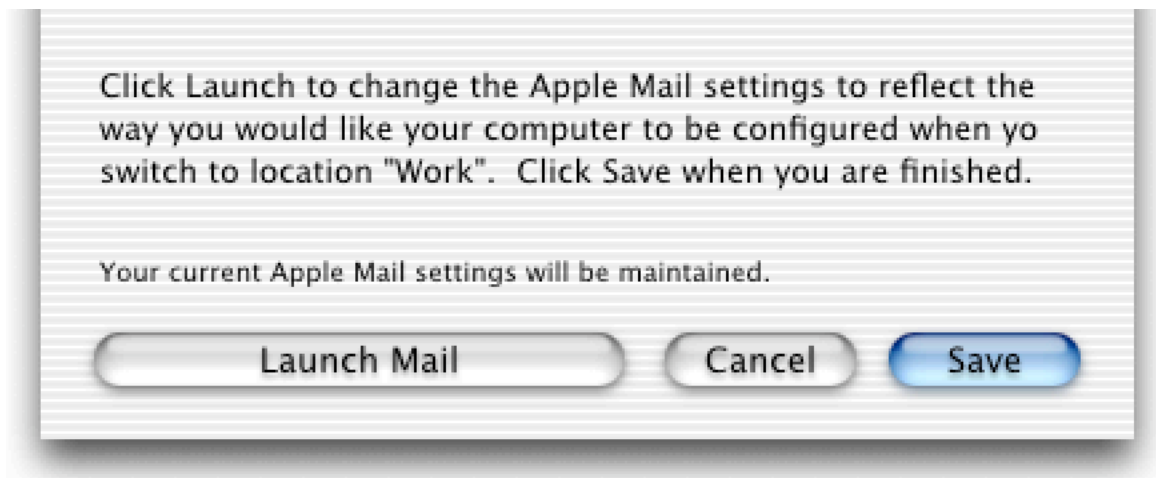 Click Launch to change the Apple Mail settings to reflect the
way you would like your computer to be configured when yo
switch to location "Work".  Click Save when you are finished.
Your current Apple Mail settings will be maintained.
Launch Mail Cancel Save